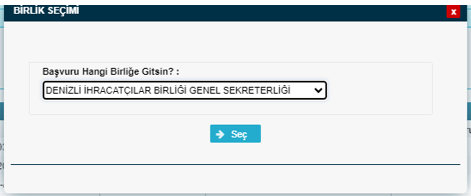 BİRLİK SEÇİMİ
x
Başvuru Hangi Birliğe Gitsin? :
DENİZLİ İHRACATÇILAR BİRLİĞİ GENEL SEKRETERLİĞİ
Seç